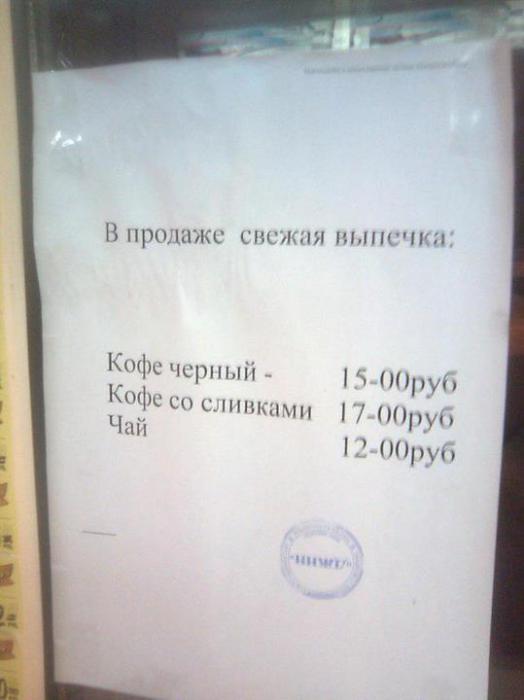 В продаже свежая выпечка:
Кофе черный - 15-00руб
Кофе со сливками 17-00руб
Чай 12-00руб